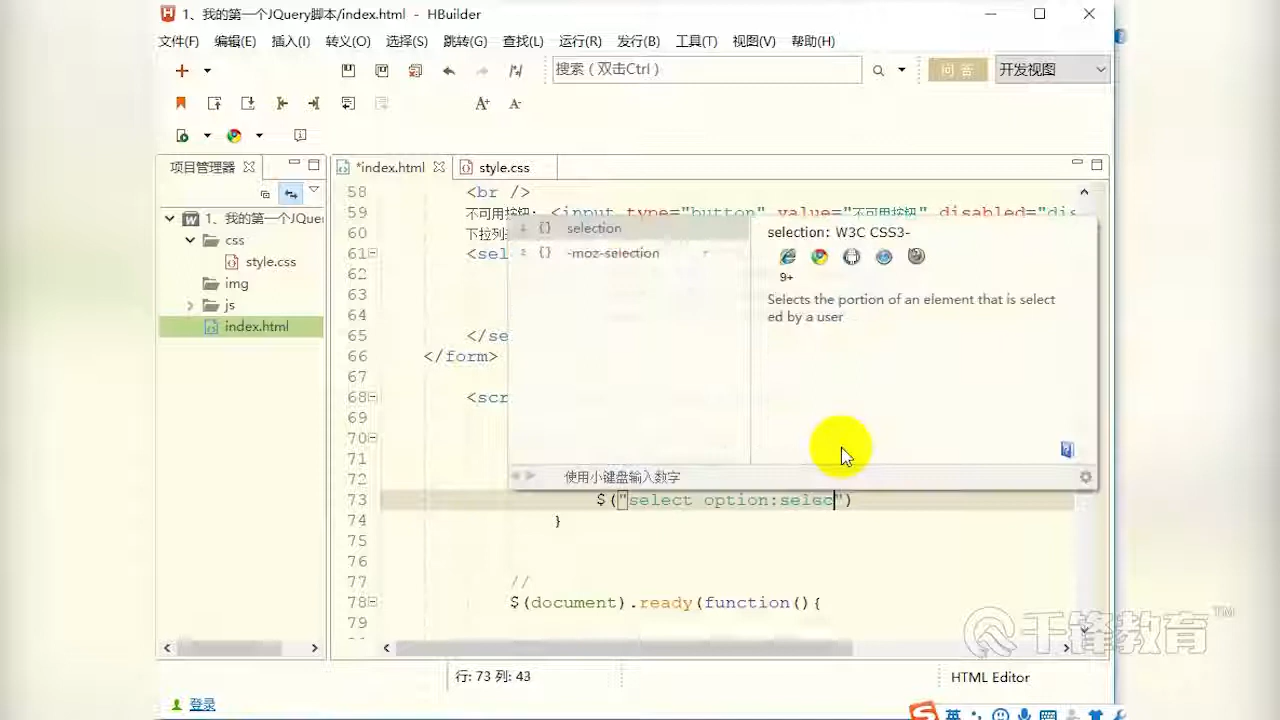 1、我的第一个JQuery脚本/index.html - HBuilder
文件(F) 编辑(E) 插入(I) 转义(O) 选择(S) 跳转(G) 查找(L) 运行(R) 发行(B) 工具(T) 视图(V) 帮助(H)
搜索（双击Ctrl）
问 答
开发视图
A+ A-
项目管理器
*index.html
style.css
1、我的第一个JQuer
css
style.css
img
js
index.html
58 <br />
59 不可用按钮: <input type="button" value="不可用按钮" disabled="dis
60 下拉列
61 <sel
62
63
64
65 </se
66 </form>
67
68 <scr
69
70
71
72
73 $("select option:selec")
74 }
75
76
77 //
78 $(document).ready(function(){
79
1 {} selection
2 {} -moz-selection
selection: W3C CSS3-
9+
Selects the portion of an element that is select
ed by a user
使用小键盘输入数字
千锋教育 TM
行: 73 列: 43
HTML Editor
登录
英